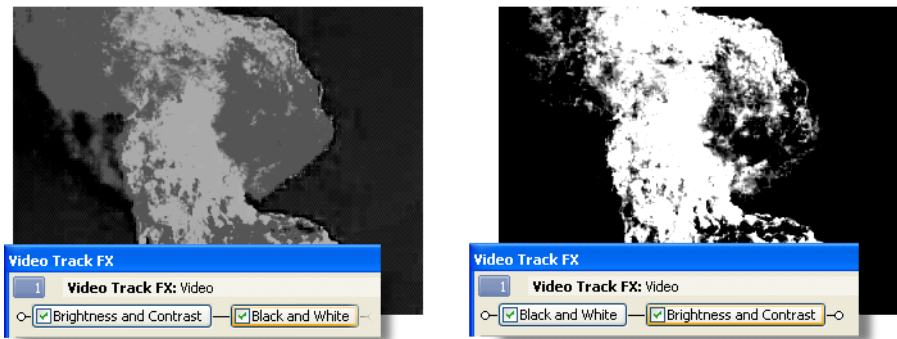 Video Track FX
1 Video Track FX: Video
Brightness and Contrast Black and White
Video Track FX
1 Video Track FX: Video
Black and White Brightness and Contrast